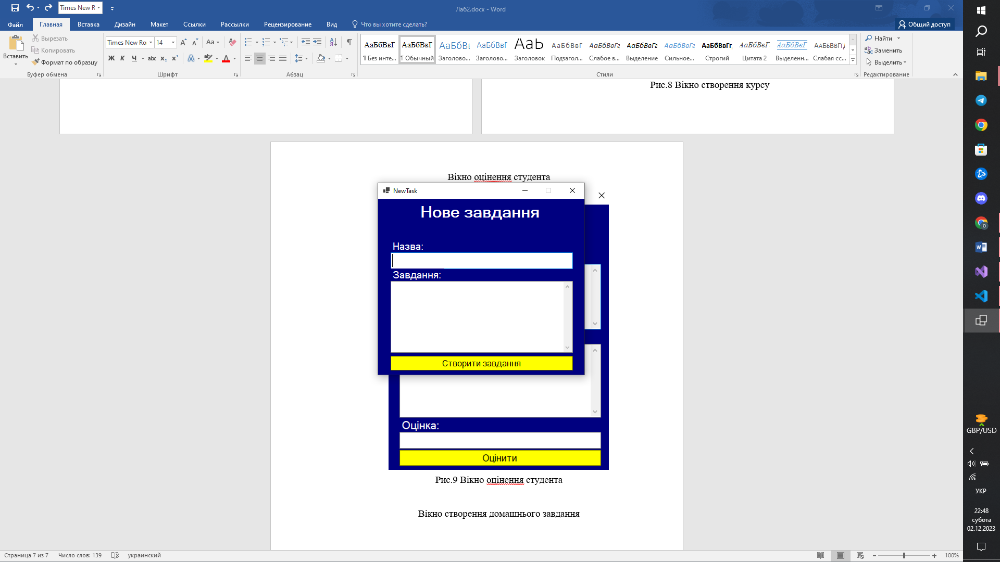 Times New R
Лаб2.docx - Word
Файл
Главная
Вставка
Дизайн
Макет
Ссылки
Рассылки
Рецензирование
Вид
Что вы хотите сделать?
Общий доступ
Вставить
Вырезать
Копировать
Формат по образцу
Буфер обмена
Times New Ro
14
Aa
Ж К Ч abc x₂ x²
Шрифт
Абзац
АаБбВвГ
¶ Без инте...
АаБбВвГ
¶ Обычный
АаБбВ
Заголово...
АаБбВвГ
Заголово...
Заголовок
АаБбВвГ
Подзагол...
АаБбВвГг
Слабое в...
АаБбВвГг
Выделение
АаБбВвГг
Сильное...
АаБбВвГг,
Строгий
АаБбВвГ
Цитата 2
АаБбВвГг
Выделенн...
АаБбВвГг
Слабая сс...
Стили
Найти
Заменить
Выделить
Редактирование
Рис.8 Вікно створення курсу
Вікно оцінення студента
NewTask
Нове завдання
Назва:
Завдання:
Створити завдання
Оцінка:
Оцінити
Рис.9 Вікно оцінення студента
Вікно створення домашнього завдання
GBP/USD
УКР
22:48
субота
02.12.2023
Страница 7 из 7
Число слов: 139
украинский
100%